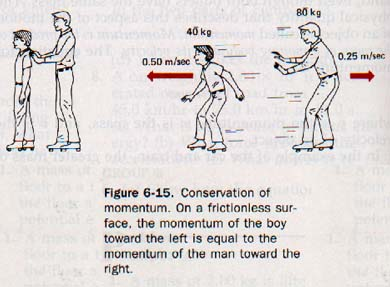 80 kg
40 kg
0.50 m/sec
0.25 m/sec
Figure 6-15. Conservation of
momentum. On a frictionless sur-
face, the momentum of the boy
toward the left is equal to the
momentum of the man toward the
right.